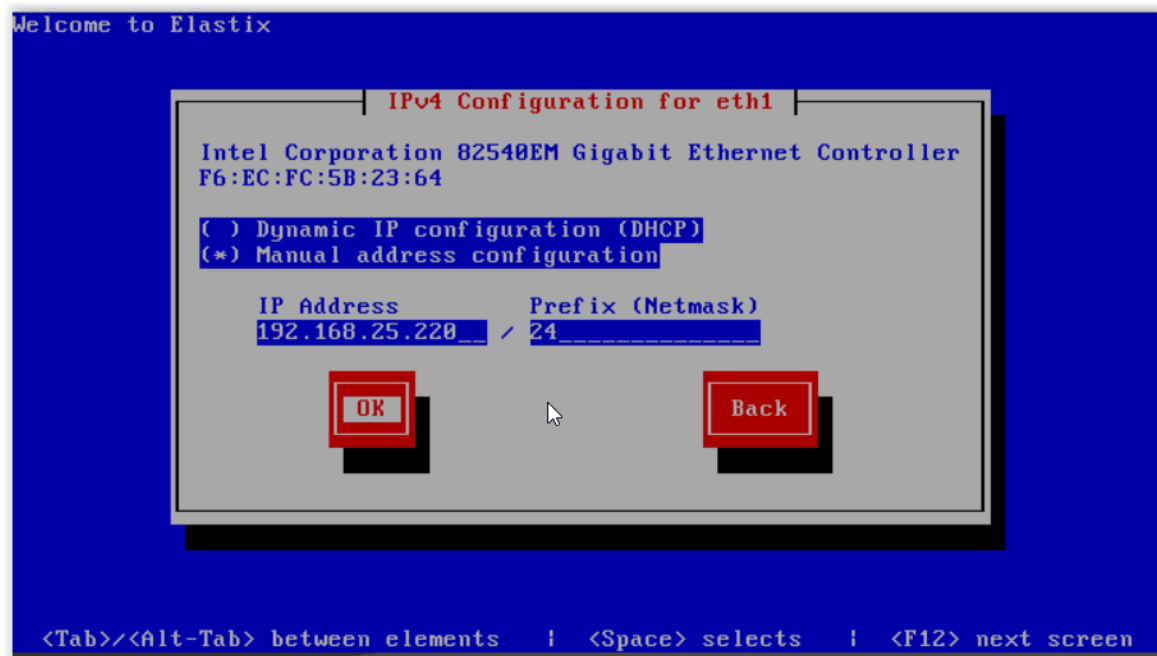 Welcome to Elastix
IPv4 Configuration for eth1
Intel Corporation 82540EM Gigabit Ethernet Controller
F6:EC:FC:5B:23:64
( ) Dynamic IP configuration (DHCP)
(*) Manual address configuration
IP Address Prefix (Netmask)
192.168.25.220__ / 24______________
OK Back
<Tab>/<Alt-Tab> between elements | <Space> selects | <F12> next screen